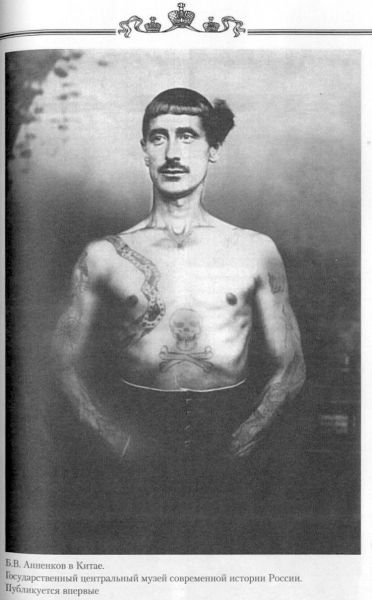 Б.В. Анненков в Китае.
Государственный центральный музей современной истории России.
Публикуется впервые